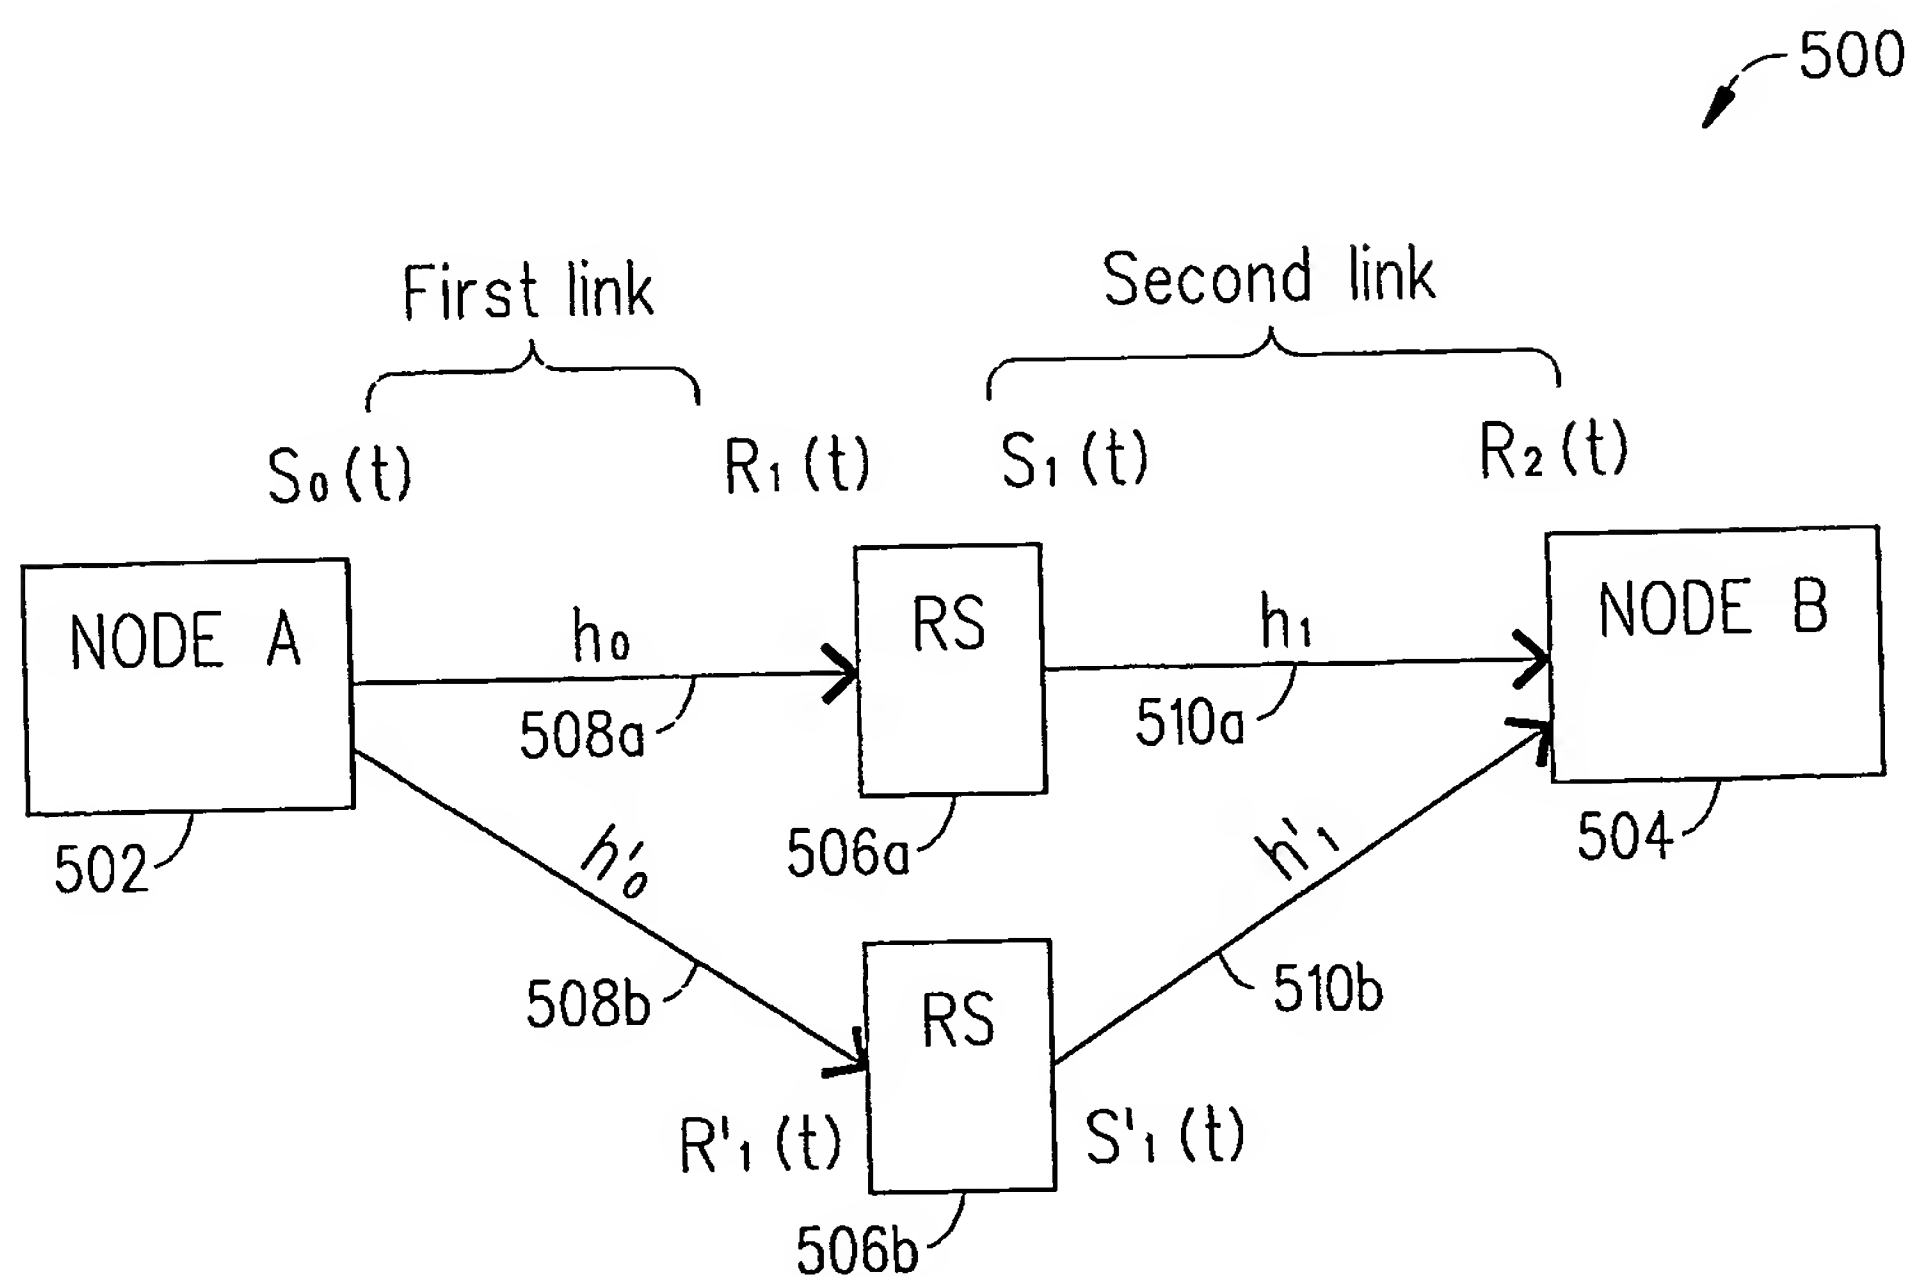 500
First link
Second link
S₀(t)
R₁(t)
S₁(t)
R₂(t)
NODE A
h₀
RS
h₁
NODE B
508a
510a
502
506a
504
h'₀
h'₁
508b
RS
510b
R'₁(t)
S'₁(t)
506b